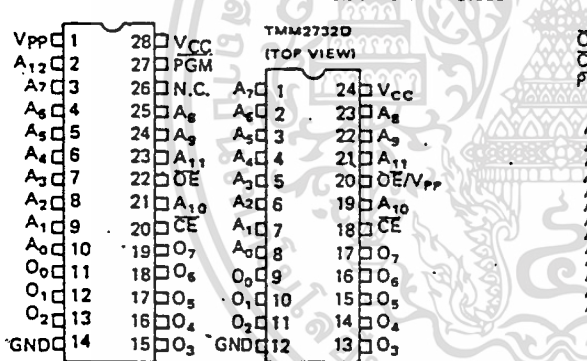 TMM2732D
(TOP VIEW)
VPP 1 28 VCC
A12 2 27 PGM
A7 3 26 N.C.
A6 4 25 A8
A5 5 24 A9
A4 6 23 A11
A3 7 22 OE
A2 8 21 A10
A1 9 20 CE
A0 10 19 O7
O0 11 18 O6
O1 12 17 O5
O2 13 16 O4
GND 14 15 O3
A7 1 24 VCC
A6 2 23 A8
A5 3 22 A9
A4 4 21 A11
A3 5 20 OE/VPP
A2 6 19 A10
A1 7 18 CE
A0 8 17 O7
O0 9 16 O6
O1 10 15 O5
O2 11 14 O4
GND 12 13 O3